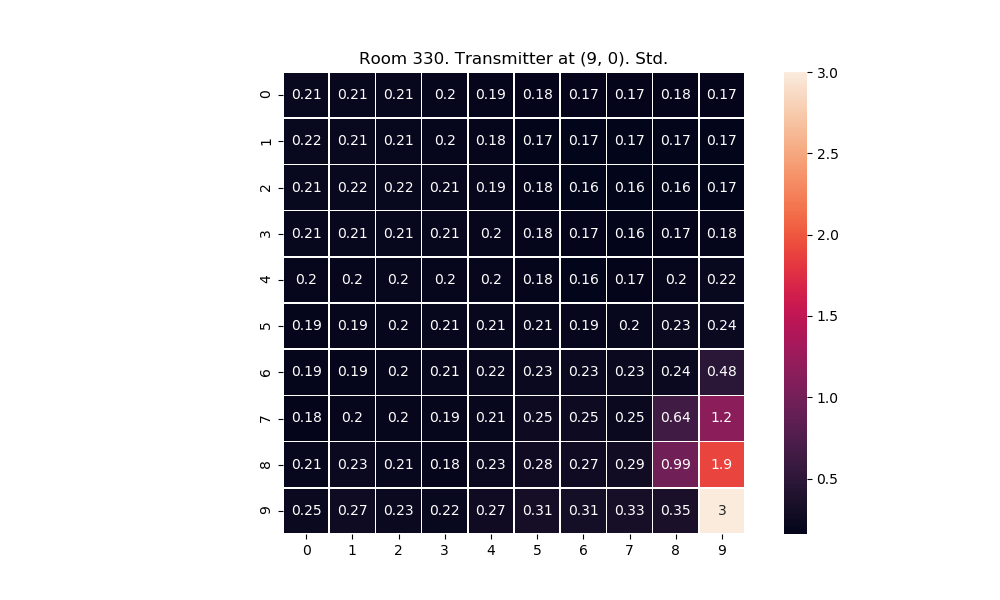 Room 330. Transmitter at (9, 0). Std.
0 0.21 0.21 0.21 0.2 0.19 0.18 0.17 0.17 0.18 0.17
1 0.22 0.21 0.21 0.2 0.18 0.17 0.17 0.17 0.17 0.17
2 0.21 0.22 0.22 0.21 0.19 0.18 0.16 0.16 0.16 0.17
3 0.21 0.21 0.21 0.21 0.2 0.18 0.17 0.16 0.17 0.18
4 0.2 0.2 0.2 0.2 0.2 0.18 0.16 0.17 0.2 0.22
5 0.19 0.19 0.2 0.21 0.21 0.21 0.19 0.2 0.23 0.24
6 0.19 0.19 0.2 0.21 0.22 0.23 0.23 0.23 0.24 0.48
7 0.18 0.2 0.2 0.19 0.21 0.25 0.25 0.25 0.64 1.2
8 0.21 0.23 0.21 0.18 0.23 0.28 0.27 0.29 0.99 1.9
9 0.25 0.27 0.23 0.22 0.27 0.31 0.31 0.33 0.35 3
0 1 2 3 4 5 6 7 8 9
3.0
2.5
2.0
1.5
1.0
0.5